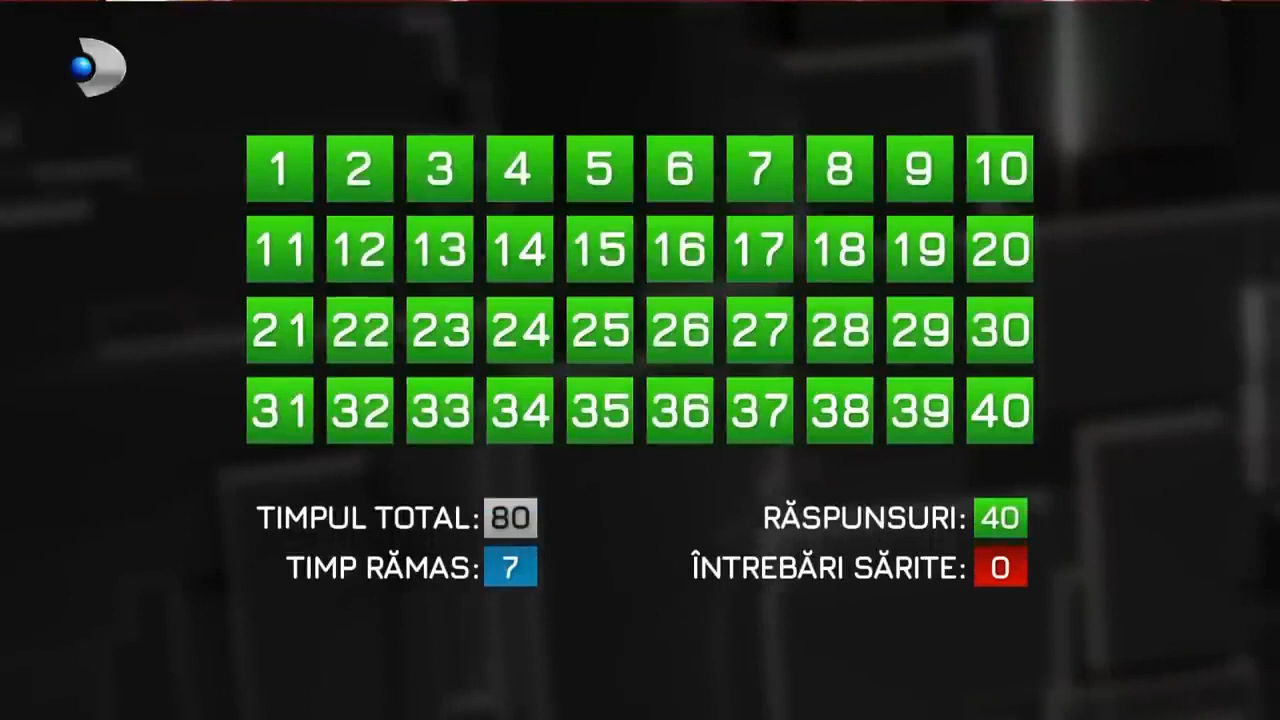 1 2 3 4 5 6 7 8 9 10
11 12 13 14 15 16 17 18 19 20
21 22 23 24 25 26 27 28 29 30
31 32 33 34 35 36 37 38 39 40
TIMPUL TOTAL: 80
TIMP RĂMAS: 7
RĂSPUNSURI: 40
ÎNTREBĂRI SĂRITE: 0